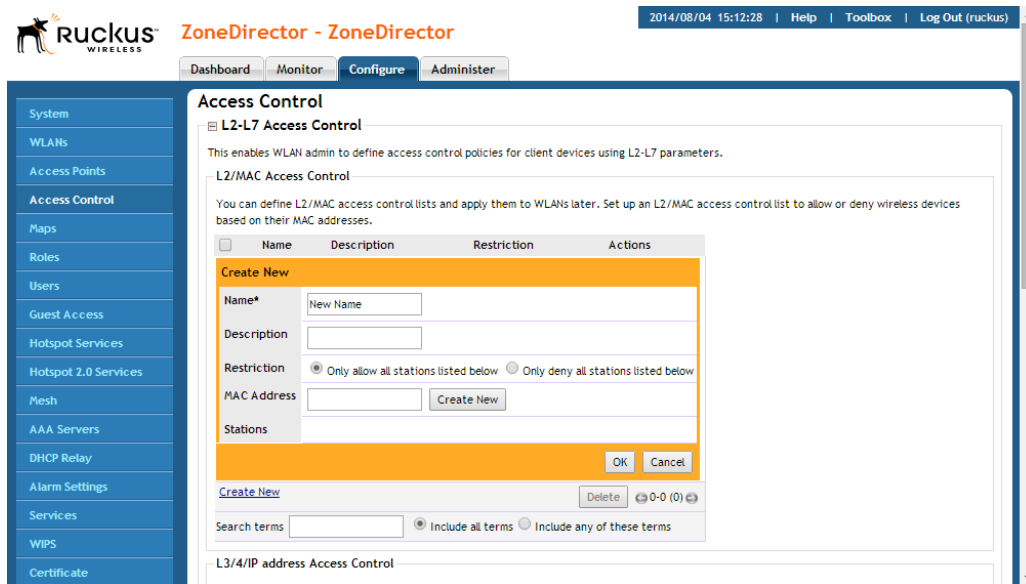 2014/08/04 15:12:28 | Help | Toolbox | Log Out (ruckus)
RUCKUS
WIRELESS
ZoneDirector - ZoneDirector
Dashboard Monitor Configure Administer
System
WLANs
Access Points
Access Control
Maps
Roles
Users
Guest Access
Hotspot Services
Hotspot 2.0 Services
Mesh
AAA Servers
DHCP Relay
Alarm Settings
Services
WIPS
Certificate
Access Control
L2-L7 Access Control
This enables WLAN admin to define access control policies for client devices using L2-L7 parameters.
L2/MAC Access Control
You can define L2/MAC access control lists and apply them to WLANs later. Set up an L2/MAC access control list to allow or deny wireless devices
based on their MAC addresses.
Name Description Restriction Actions
Create New
Name* New Name
Description
Restriction Only allow all stations listed below Only deny all stations listed below
MAC Address Create New
Stations
OK Cancel
Create New Delete 0-0 (0)
Search terms Include all terms Include any of these terms
L3/4/IP address Access Control